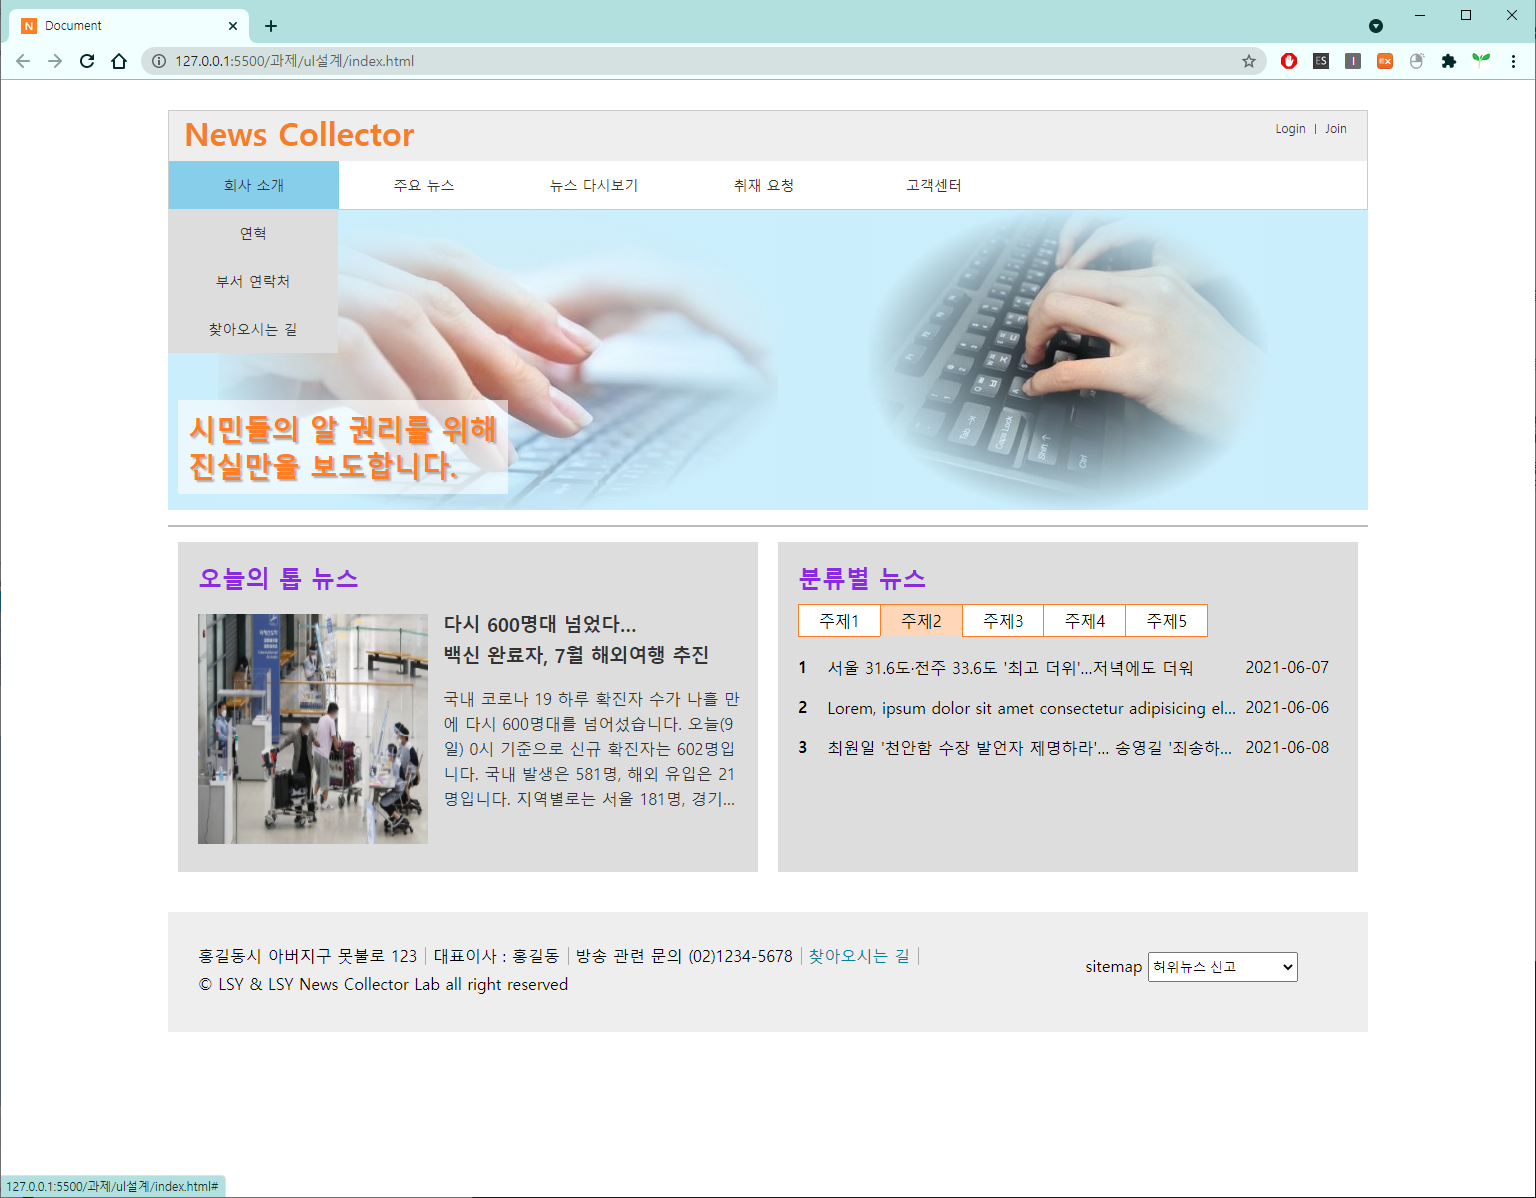 Document
127.0.0.1:5500/과제/ul설계/index.html
News Collector
Login | Join
회사 소개
주요 뉴스
뉴스 다시보기
취재 요청
고객센터
연혁
부서 연락처
찾아오시는 길
시민들의 알 권리를 위해
진실만을 보도합니다.
오늘의 톱 뉴스
다시 600명대 넘었다...
백신 완료자, 7월 해외여행 추진
국내 코로나 19 하루 확진자 수가 나흘 만
에 다시 600명대를 넘어섰습니다. 오늘(9
일) 0시 기준으로 신규 확진자는 602명입
니다. 국내 발생은 581명, 해외 유입은 21
명입니다. 지역별로는 서울 181명, 경기...
분류별 뉴스
주제1 주제2 주제3 주제4 주제5
1 서울 31.6도·전주 33.6도 '최고 더위'...저녁에도 더워 2021-06-07
2 Lorem, ipsum dolor sit amet consectetur adipisicing el... 2021-06-06
3 최원일 '천안함 수장 발언자 제명하라'... 송영길 '죄송하... 2021-06-08
홍길동시 아버지구 못불로 123 | 대표이사 : 홍길동 | 방송 관련 문의 (02)1234-5678 | 찾아오시는 길 |
© LSY & LSY News Collector Lab all right reserved
sitemap 허위뉴스 신고
127.0.0.1:5500/과제/ul설계/index.html#